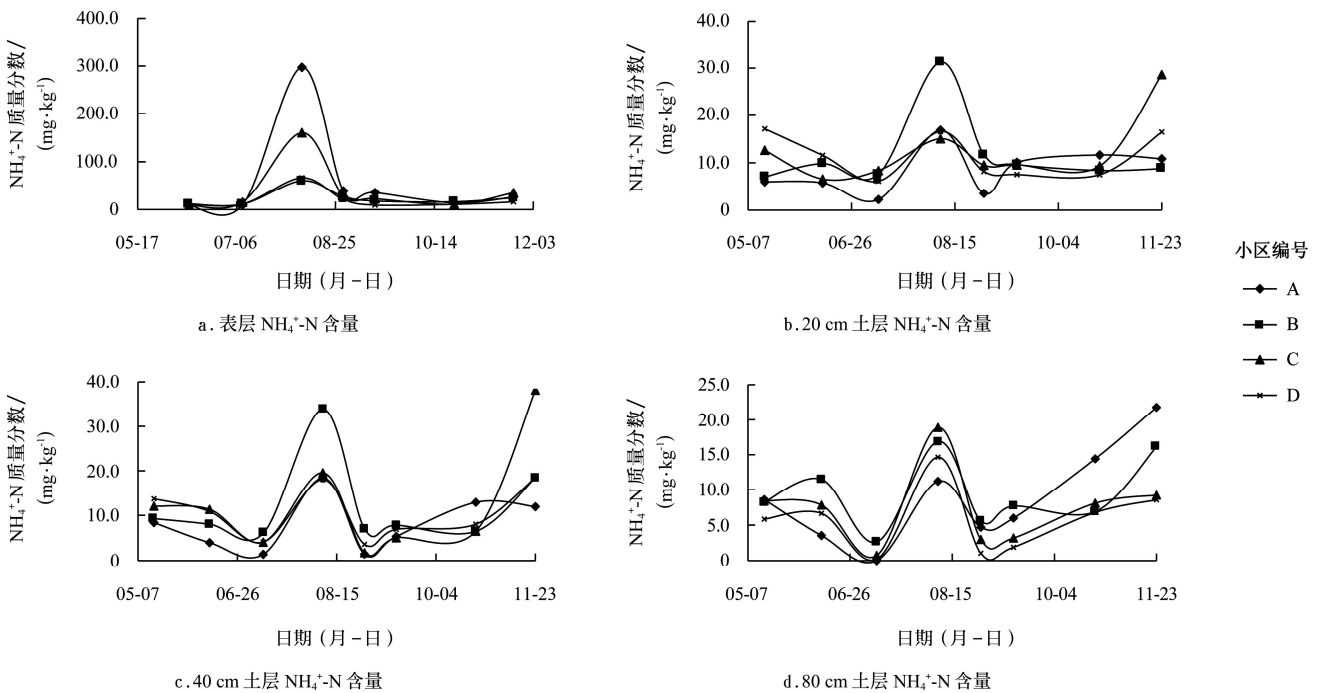 NH₄⁺-N 质量分数/
(mg·kg⁻¹)
400.0
300.0
200.0
100.0
0
05-17 07-06 08-25 10-14 12-03
日期 (月-日)
a.表层 NH₄⁺-N 含量
NH₄⁺-N 质量分数/
(mg·kg⁻¹)
40.0
30.0
20.0
10.0
0
05-07 06-26 08-15 10-04 11-23
日期 (月-日)
b.20 cm 土层 NH₄⁺-N 含量
小区编号
A
B
C
D
NH₄⁺-N 质量分数/
(mg·kg⁻¹)
40.0
30.0
20.0
10.0
0
05-07 06-26 08-15 10-04 11-23
日期 (月-日)
c.40 cm 土层 NH₄⁺-N 含量
NH₄⁺-N 质量分数/
(mg·kg⁻¹)
25.0
20.0
15.0
10.0
5.0
0
05-07 06-26 08-15 10-04 11-23
日期 (月-日)
d.80 cm 土层 NH₄⁺-N 含量